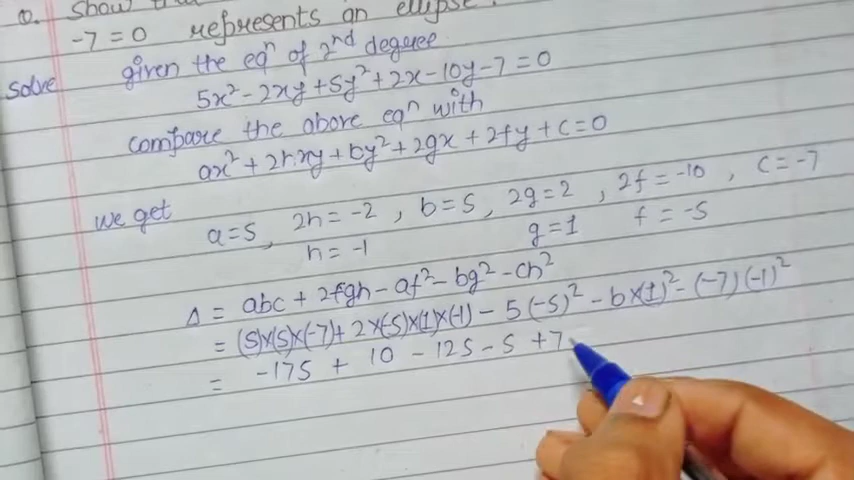 Q. Show that
-7 = 0 represents an ellipse.
Solve given the eqⁿ of 2ⁿᵈ degree
5x² - 2xy + 5y² + 2x - 10y - 7 = 0
compare the above eqⁿ with
ax² + 2hxy + by² + 2gx + 2fy + c = 0
we get a = 5, 2h = -2, b = 5, 2g = 2, 2f = -10, c = -7
h = -1 g = 1 f = -5
Δ = abc + 2fgh - af² - bg² - ch²
= (5)×(5)×(-7) + 2×(-5)×(1)×(-1) - 5(-5)² - b×(1)² - (-7)(-1)²
= -175 + 10 - 125 - 5 + 7